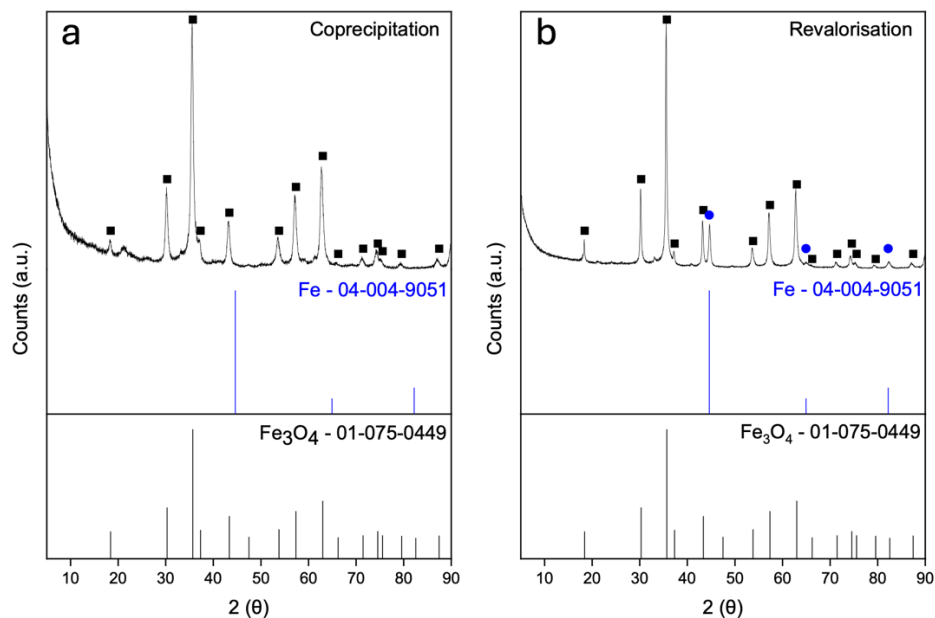 a
Coprecipitation
Counts (a.u.)
Fe - 04-004-9051
Fe₃O₄ - 01-075-0449
10 20 30 40 50 60 70 80 90
2 (θ)
b
Revalorisation
Counts (a.u.)
Fe - 04-004-9051
Fe₃O₄ - 01-075-0449
10 20 30 40 50 60 70 80 90
2 (θ)